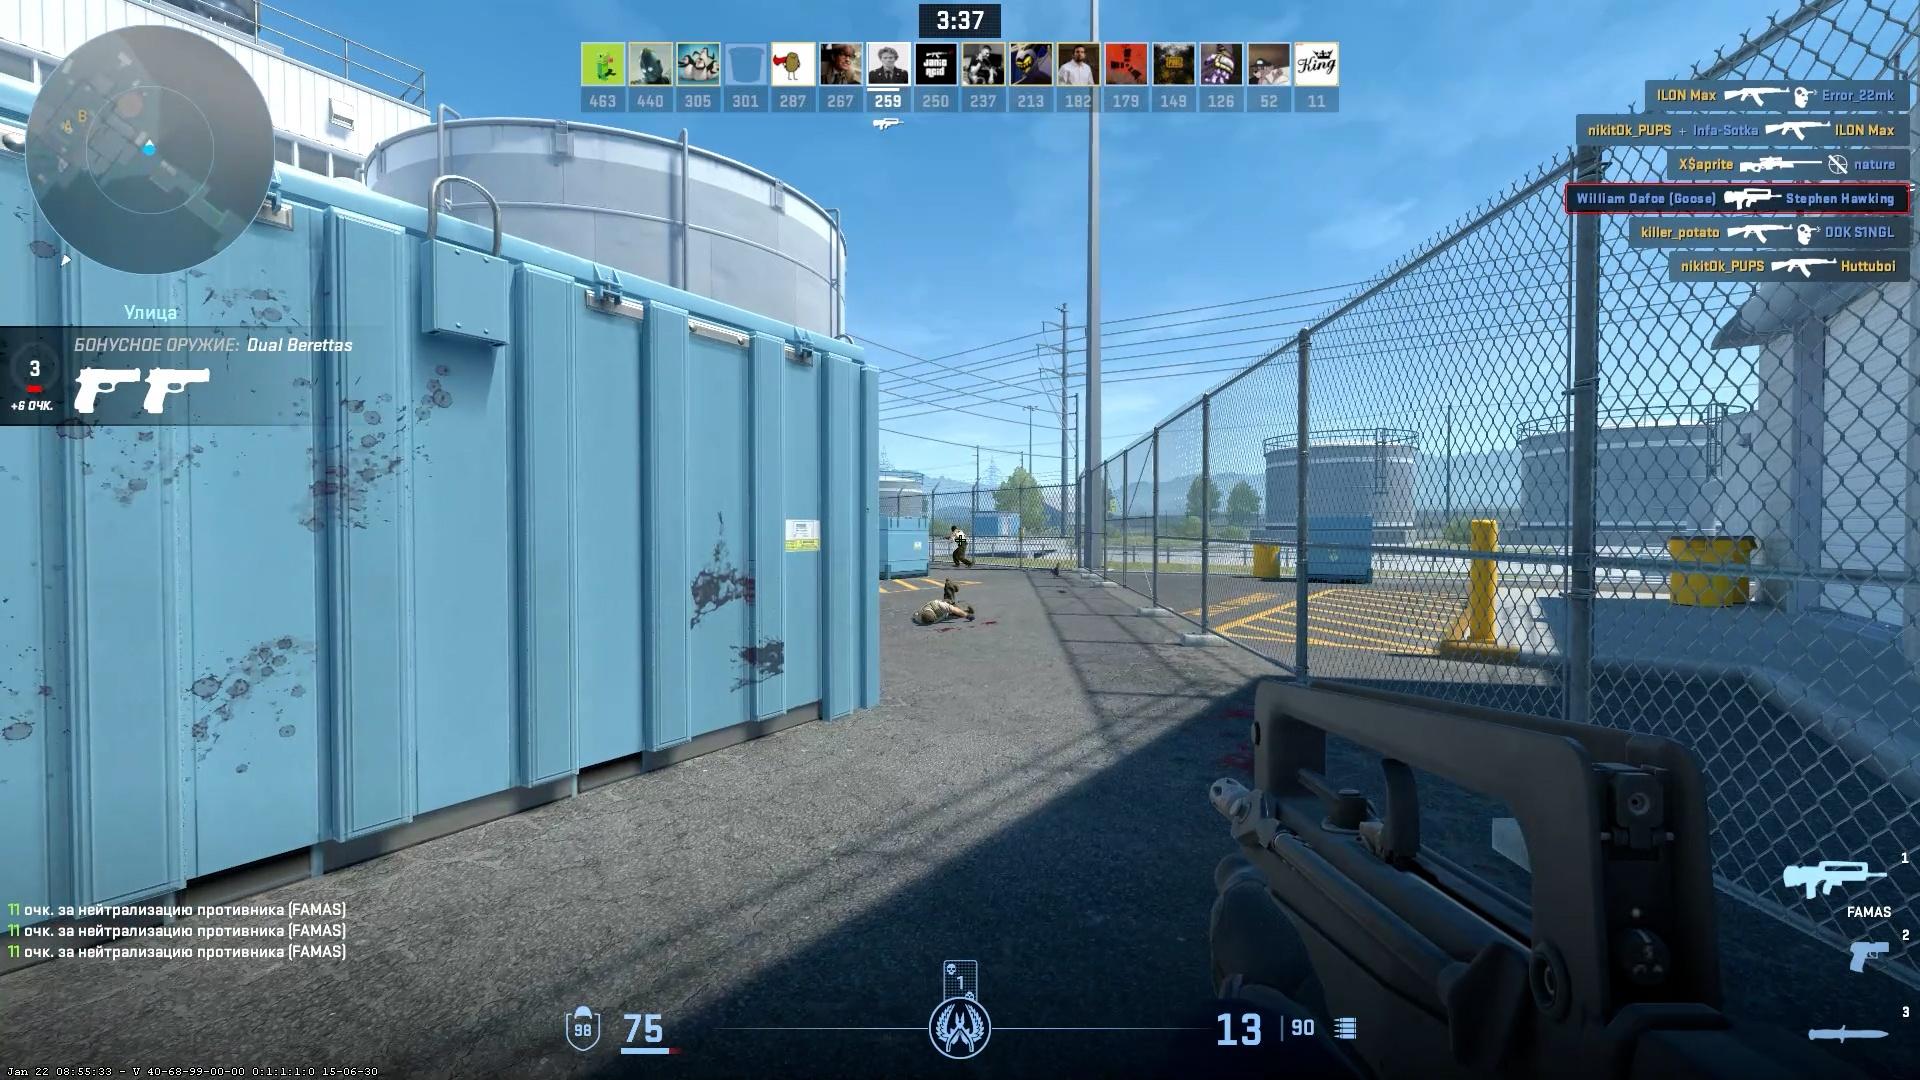 3:37
463 440 305 301 287 267 259 250 237 213 182 179 149 126 52 11
Janic
Acid
King
ILON Max Error_22mk
nikitOk_PUPS + Infa-Sotka ILON Max
X$aprite nature
William Dafoe (Goose) Stephen Hawking
killer_potato DDK S1NGL
nikitOk_PUPS Huttuboi
A B
Улица
БОНУСНОЕ ОРУЖИЕ: Dual Berettas
3
+6 ОЧК.
11 очк. за нейтрализацию противника (FAMAS)
11 очк. за нейтрализацию противника (FAMAS)
11 очк. за нейтрализацию противника (FAMAS)
1
FAMAS
2
3
1
98 75
13 | 90
Jan 22 08:55:33 - V 40-68-99-00-00 0:1:1:1:0 15-06-30